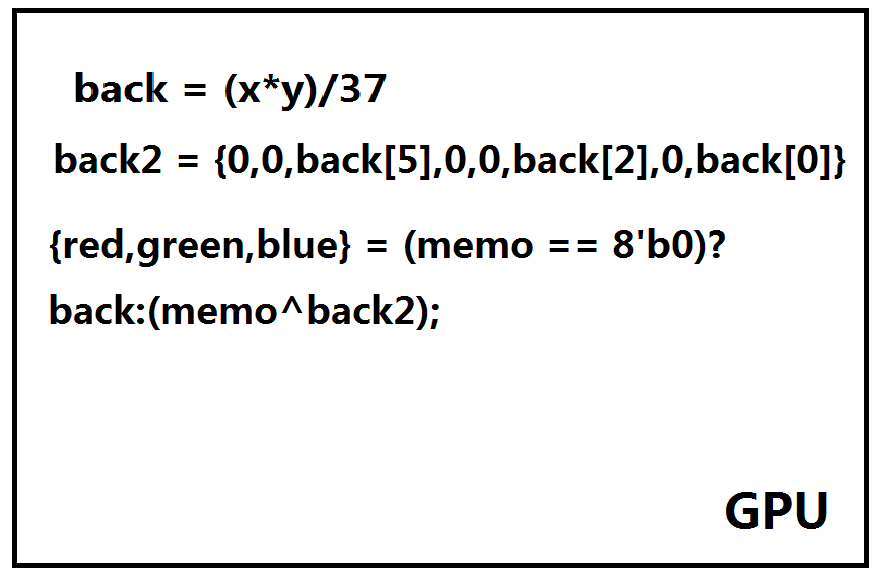 back = (x*y)/37
back2 = {0,0,back[5],0,0,back[2],0,back[0]}
{red,green,blue} = (memo == 8'b0)?
back:(memo^back2);
GPU